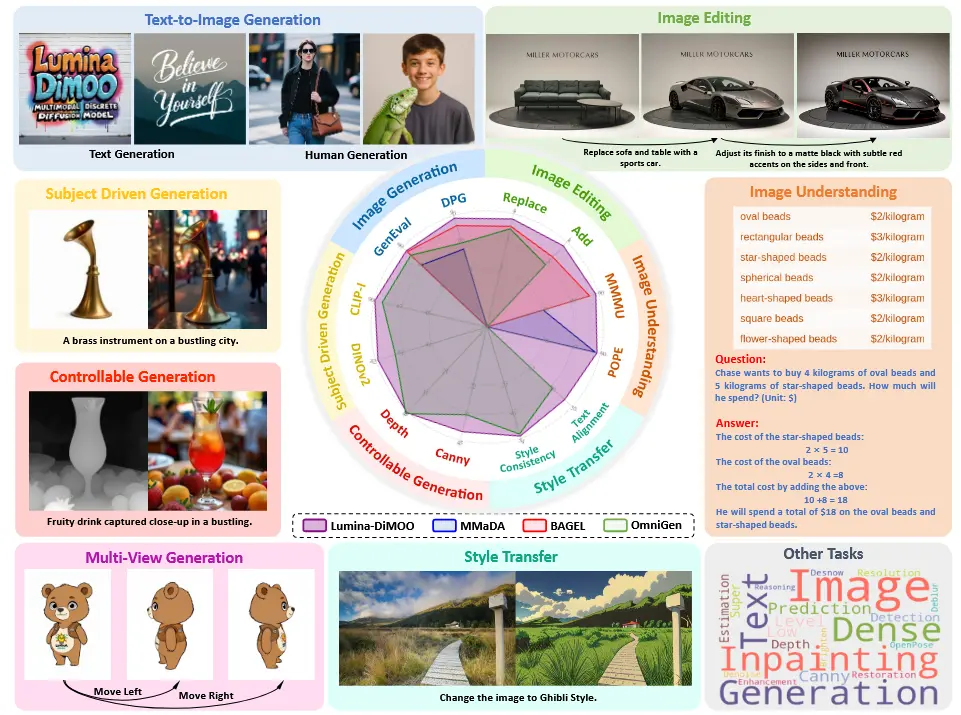 Text-to-Image Generation
Lumina
DiMOO
MULTIMODAL DISCRETE
DIFFUSION MODEL
Believe
in
Yourself
Text Generation
Human Generation
Image Editing
MILLER MOTORCARS
MILLER MOTORCARS
MILLER MOTORCARS
Replace sofa and table with a
sports car.
Adjust its finish to a matte black with subtle red
accents on the sides and front.
Subject Driven Generation
A brass instrument on a bustling city.
Controllable Generation
Fruity drink captured close-up in a bustling.
Image Generation
Image Editing
Image Understanding
Style Transfer
Controllable Generation
Subject Driven Generation
DPG
Replace
Add
MMMU
POPE
Text
Alignment
Style
Consistency
Canny
Depth
DINOv2
CLIP-I
GenEval
Lumina-DiMOO
MMaDA
BAGEL
OmniGen
Image Understanding
oval beads $2/kilogram
rectangular beads $3/kilogram
star-shaped beads $2/kilogram
spherical beads $2/kilogram
heart-shaped beads $3/kilogram
square beads $2/kilogram
flower-shaped beads $2/kilogram
Question:
Chase wants to buy 4 kilograms of oval beads and
5 kilograms of star-shaped beads. How much will
he spend? (Unit: $)
Answer:
The cost of the star-shaped beads:
2 × 5 = 10
The cost of the oval beads:
2 × 4 =8
The total cost by adding the above:
10 +8 = 18
He will spend a total of $18 on the oval beads and
star-shaped beads.
Multi-View Generation
Move Left
Move Right
Style Transfer
Change the image to Ghibli Style.
Other Tasks
Desnow
Resolution
Reasoning
Image
Estimation
Super
Text
Prediction
Deblur
Level
Detection
Low
Dense
Depth
OpenPose
Inpainting
Canny
Restoration
Enhancement
Generation